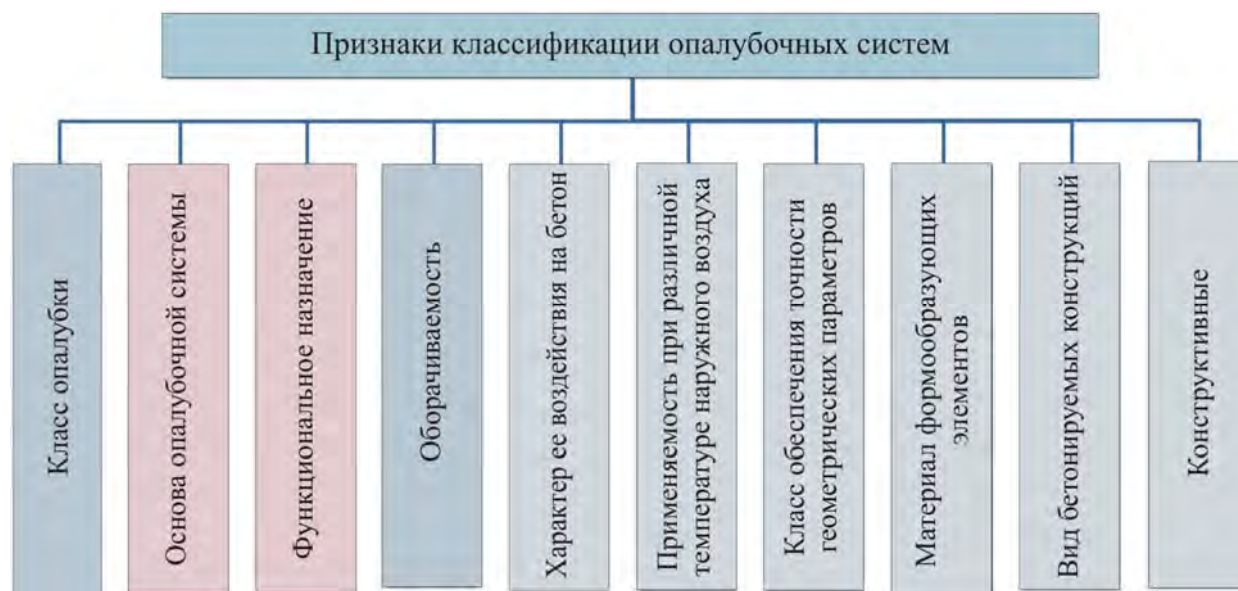 Признаки классификации опалубочных систем
Класс опалубки
Основа опалубочной системы
Функциональное назначение
Оборачиваемость
Характер ее воздействия на бетон
Применяемость при различной
температуре наружного воздуха
Класс обеспечения точности
геометрических параметров
Материал формообразующих
элементов
Вид бетонируемых конструкций
Конструктивные